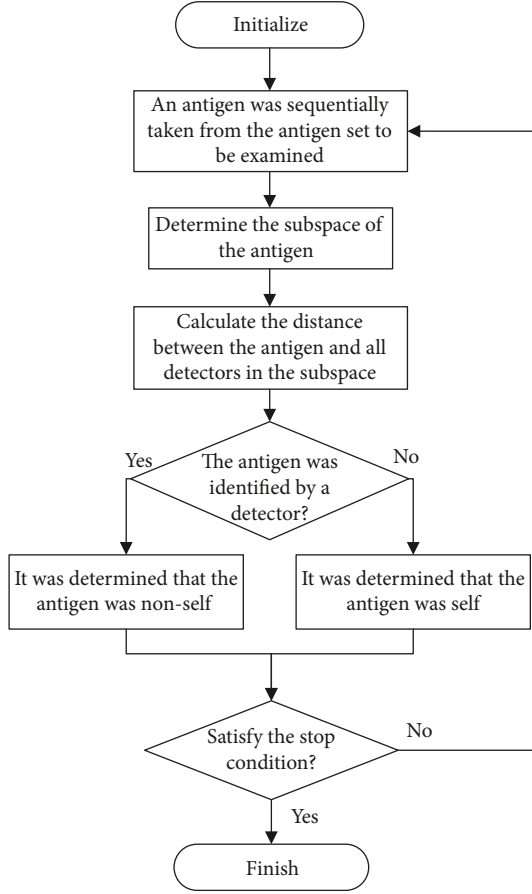 Initialize
An antigen was sequentially
taken from the antigen set to
be examined
Determine the subspace of
the antigen
Calculate the distance
between the antigen and all
detectors in the subspace
Yes
The antigen was
identified by a
detector?
No
It was determined that the
antigen was non-self
It was determined that the
antigen was self
Satisfy the stop
condition?
No
Yes
Finish